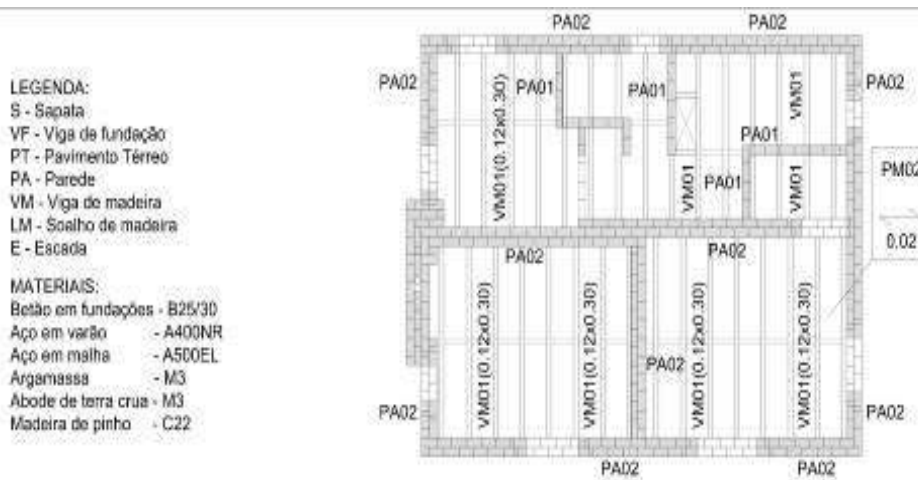 LEGENDA:
S - Sapata
VF - Viga de fundação
PT - Pavimento Térreo
PA - Parede
VM - Viga de madeira
LM - Soalho de madeira
E - Escada
MATERIAIS:
Betão em fundações - B25/30
Aço em varão - A400NR
Aço em malha - A500EL
Argamassa - M3
Abode de terra crua - M3
Madeira de pinho - C22
PA02
PA02
PA02
PA01
PA01
PA02
VM01(0.12x0.30)
VM01
PA01
PA01
VM01
VM01
PM02
0,02
PA02
PA02
VM01(0.12x0.30)
VM01(0.12x0.30)
VM01(0.12x0.30)
VM01(0.12x0.30)
PA02
PA02
PA02
PA02
PA02